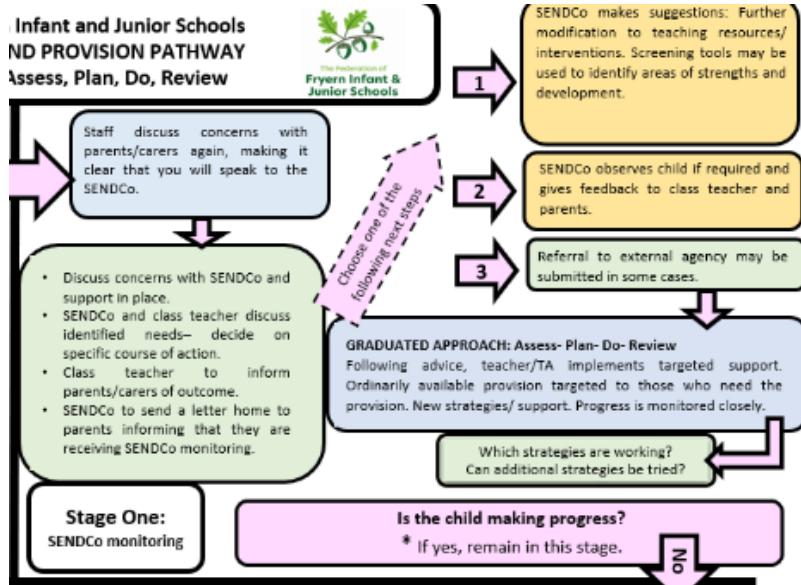 Infant and Junior Schools
ND PROVISION PATHWAY
Assess, Plan, Do, Review
The Federation of
Fryern Infant &
Junior Schools
Staff discuss concerns with
parents/carers again, making it
clear that you will speak to the
SENDCo.
• Discuss concerns with SENDCo and
support in place.
• SENDCo and class teacher discuss
identified needs– decide on
specific course of action.
• Class teacher to inform
parents/carers of outcome.
• SENDCo to send a letter home to
parents informing that they are
receiving SENDCo monitoring.
Stage One:
SENDCo monitoring
Choose one of the
following next steps
1
SENDCo makes suggestions: Further
modification to teaching resources/
interventions. Screening tools may be
used to identify areas of strengths and
development.
2
SENDCo observes child if required and
gives feedback to class teacher and
parents.
3
Referral to external agency may be
submitted in some cases.
GRADUATED APPROACH: Assess- Plan- Do- Review
Following advice, teacher/TA implements targeted support.
Ordinarily available provision targeted to those who need the
provision. New strategies/ support. Progress is monitored closely.
Which strategies are working?
Can additional strategies be tried?
Is the child making progress?
* If yes, remain in this stage.
No